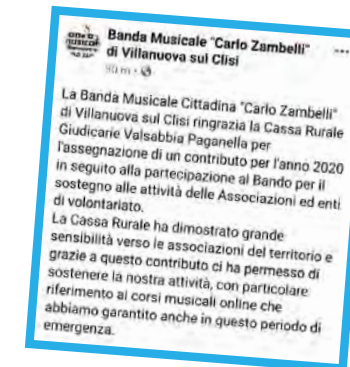 Banda Musicale "Carlo Zambelli"
di Villanuova sul Clisi
La Banda Musicale Cittadina "Carlo Zambelli"
di Villanuova sul Clisi ringrazia la Cassa Rurale
Giudicarie Valsabbia Paganella per
l'assegnazione di un contributo per l'anno 2020
in seguito alla partecipazione al Bando per il
sostegno alle attività delle Associazioni ed enti
di volontariato.
La Cassa Rurale ha dimostrato grande
sensibilità verso le associazioni del territorio e
grazie a questo contributo ci ha permesso di
sostenere la nostra attività, con particolare
riferimento ai corsi musicali online che
abbiamo garantito anche in questo periodo di
emergenza.